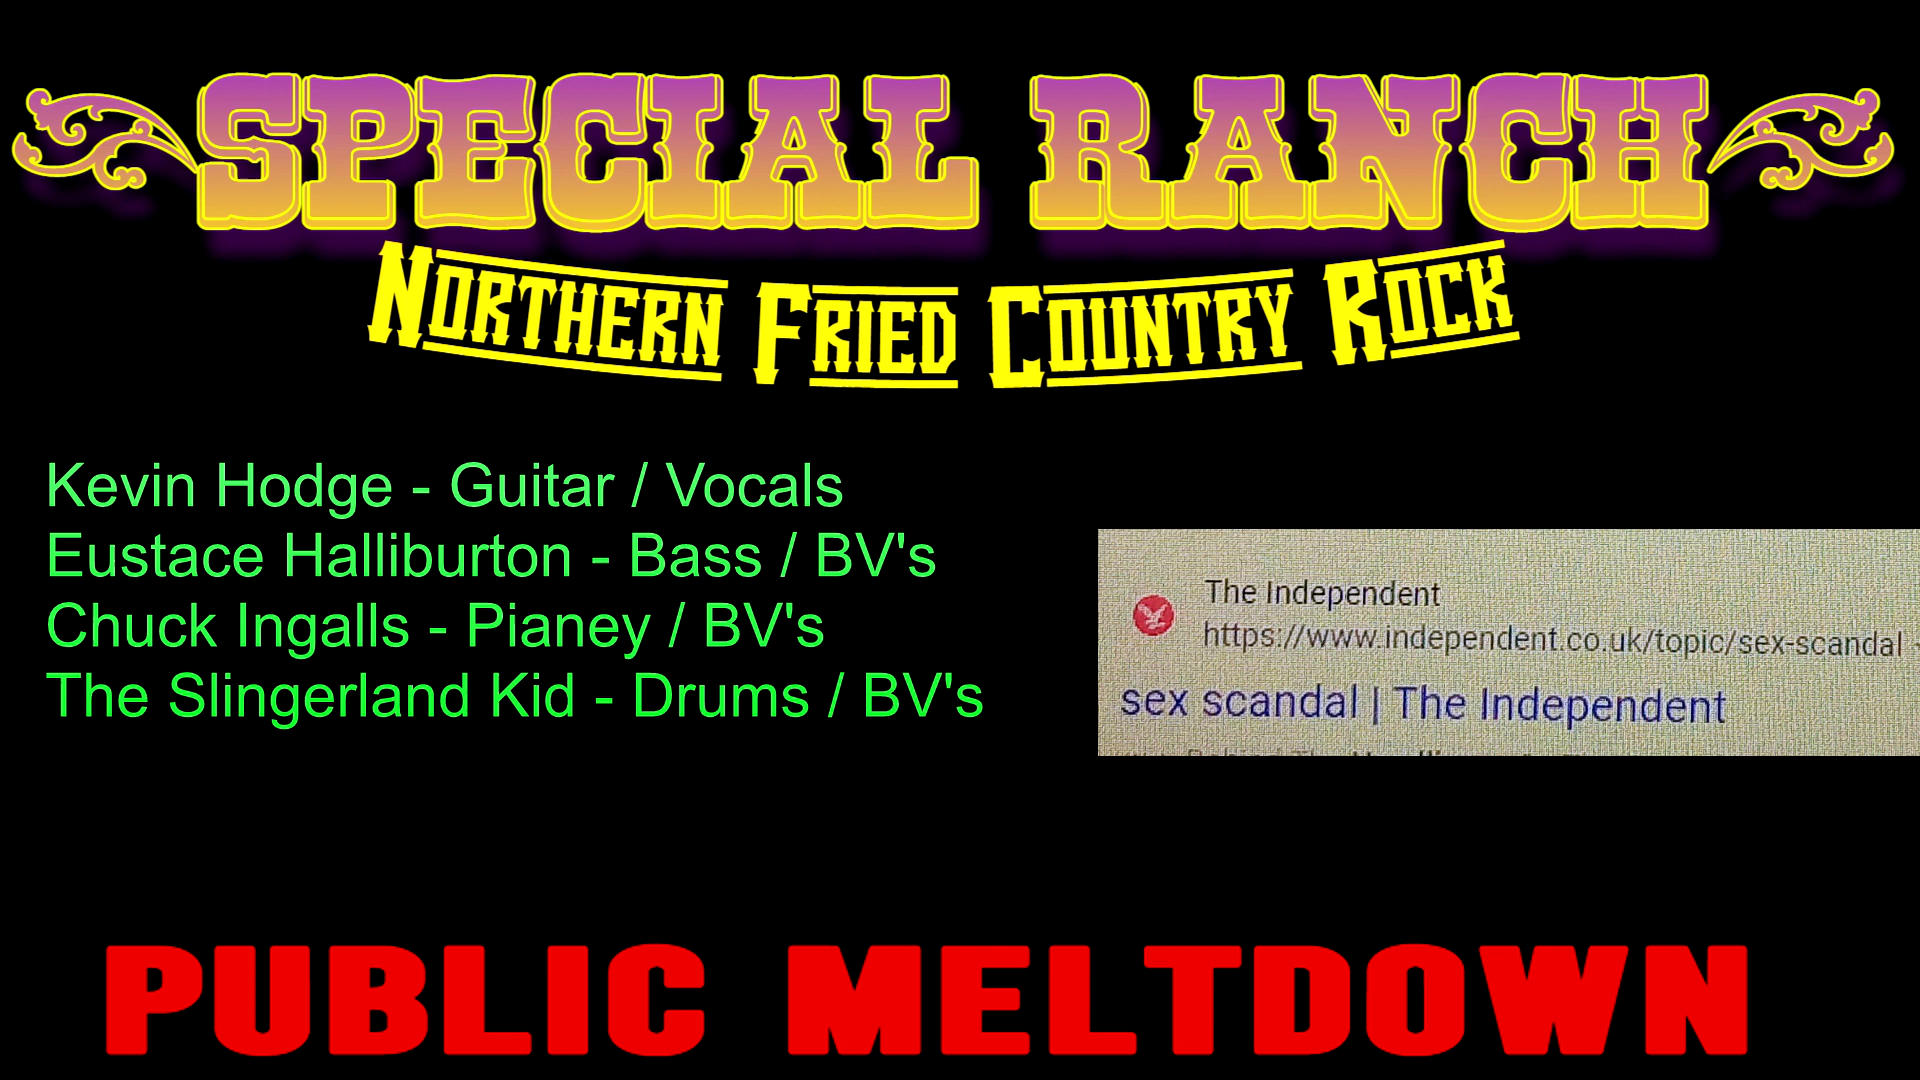 SPECIAL RANCH
NORTHERN FRIED COUNTRY ROCK
Kevin Hodge - Guitar / Vocals
Eustace Halliburton - Bass / BV's
Chuck Ingalls - Pianey / BV's
The Slingerland Kid - Drums / BV's
The Independent
https://www.independent.co.uk/topic/sex-scandal
sex scandal | The Independent
PUBLIC MELTDOWN